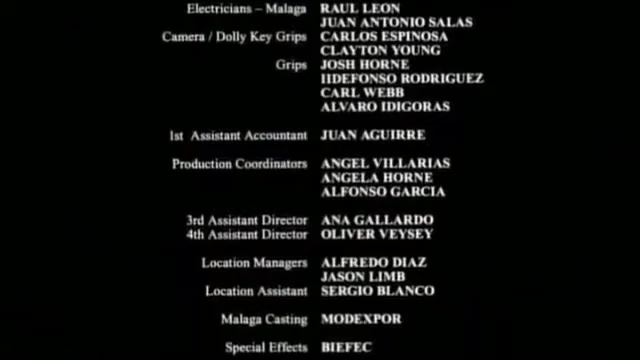 Electricians – Malaga RAUL LEON
JUAN ANTONIO SALAS
Camera / Dolly Key Grips CARLOS ESPINOSA
CLAYTON YOUNG
Grips JOSH HORNE
IIDEFONSO RODRIGUEZ
CARL WEBB
ALVARO IDIGORAS
1st Assistant Accountant JUAN AGUIRRE
Production Coordinators ANGEL VILLARIAS
ANGELA HORNE
ALFONSO GARCIA
3rd Assistant Director ANA GALLARDO
4th Assistant Director OLIVER VEYSEY
Location Managers ALFREDO DIAZ
JASON LIMB
Location Assistant SERGIO BLANCO
Malaga Casting MODEXPOR
Special Effects BIEFEC